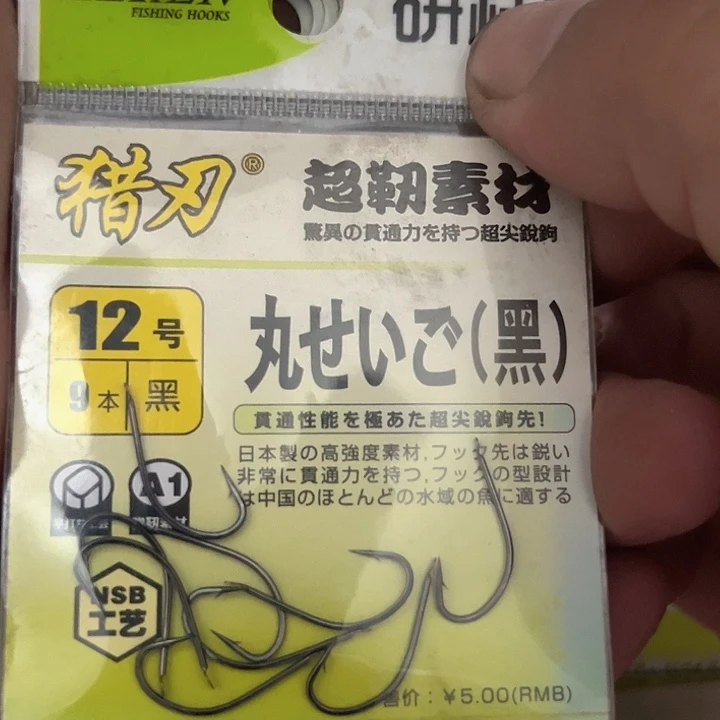 FISHING HOOKS
猎刃®
超靭素材
驚異の貫通力を持つ超尖銳鉤
12号
9本 黑
丸せいご(黑)
貫通性能を極あた超尖銳鉤先!
日本製の高強度素材,フック先は鋭い
非常に貫通力を持つ,フックの型設計
は中国のほとんどの水域の魚に適する
A1
NSB
工艺
售价：¥5.00(RMB)